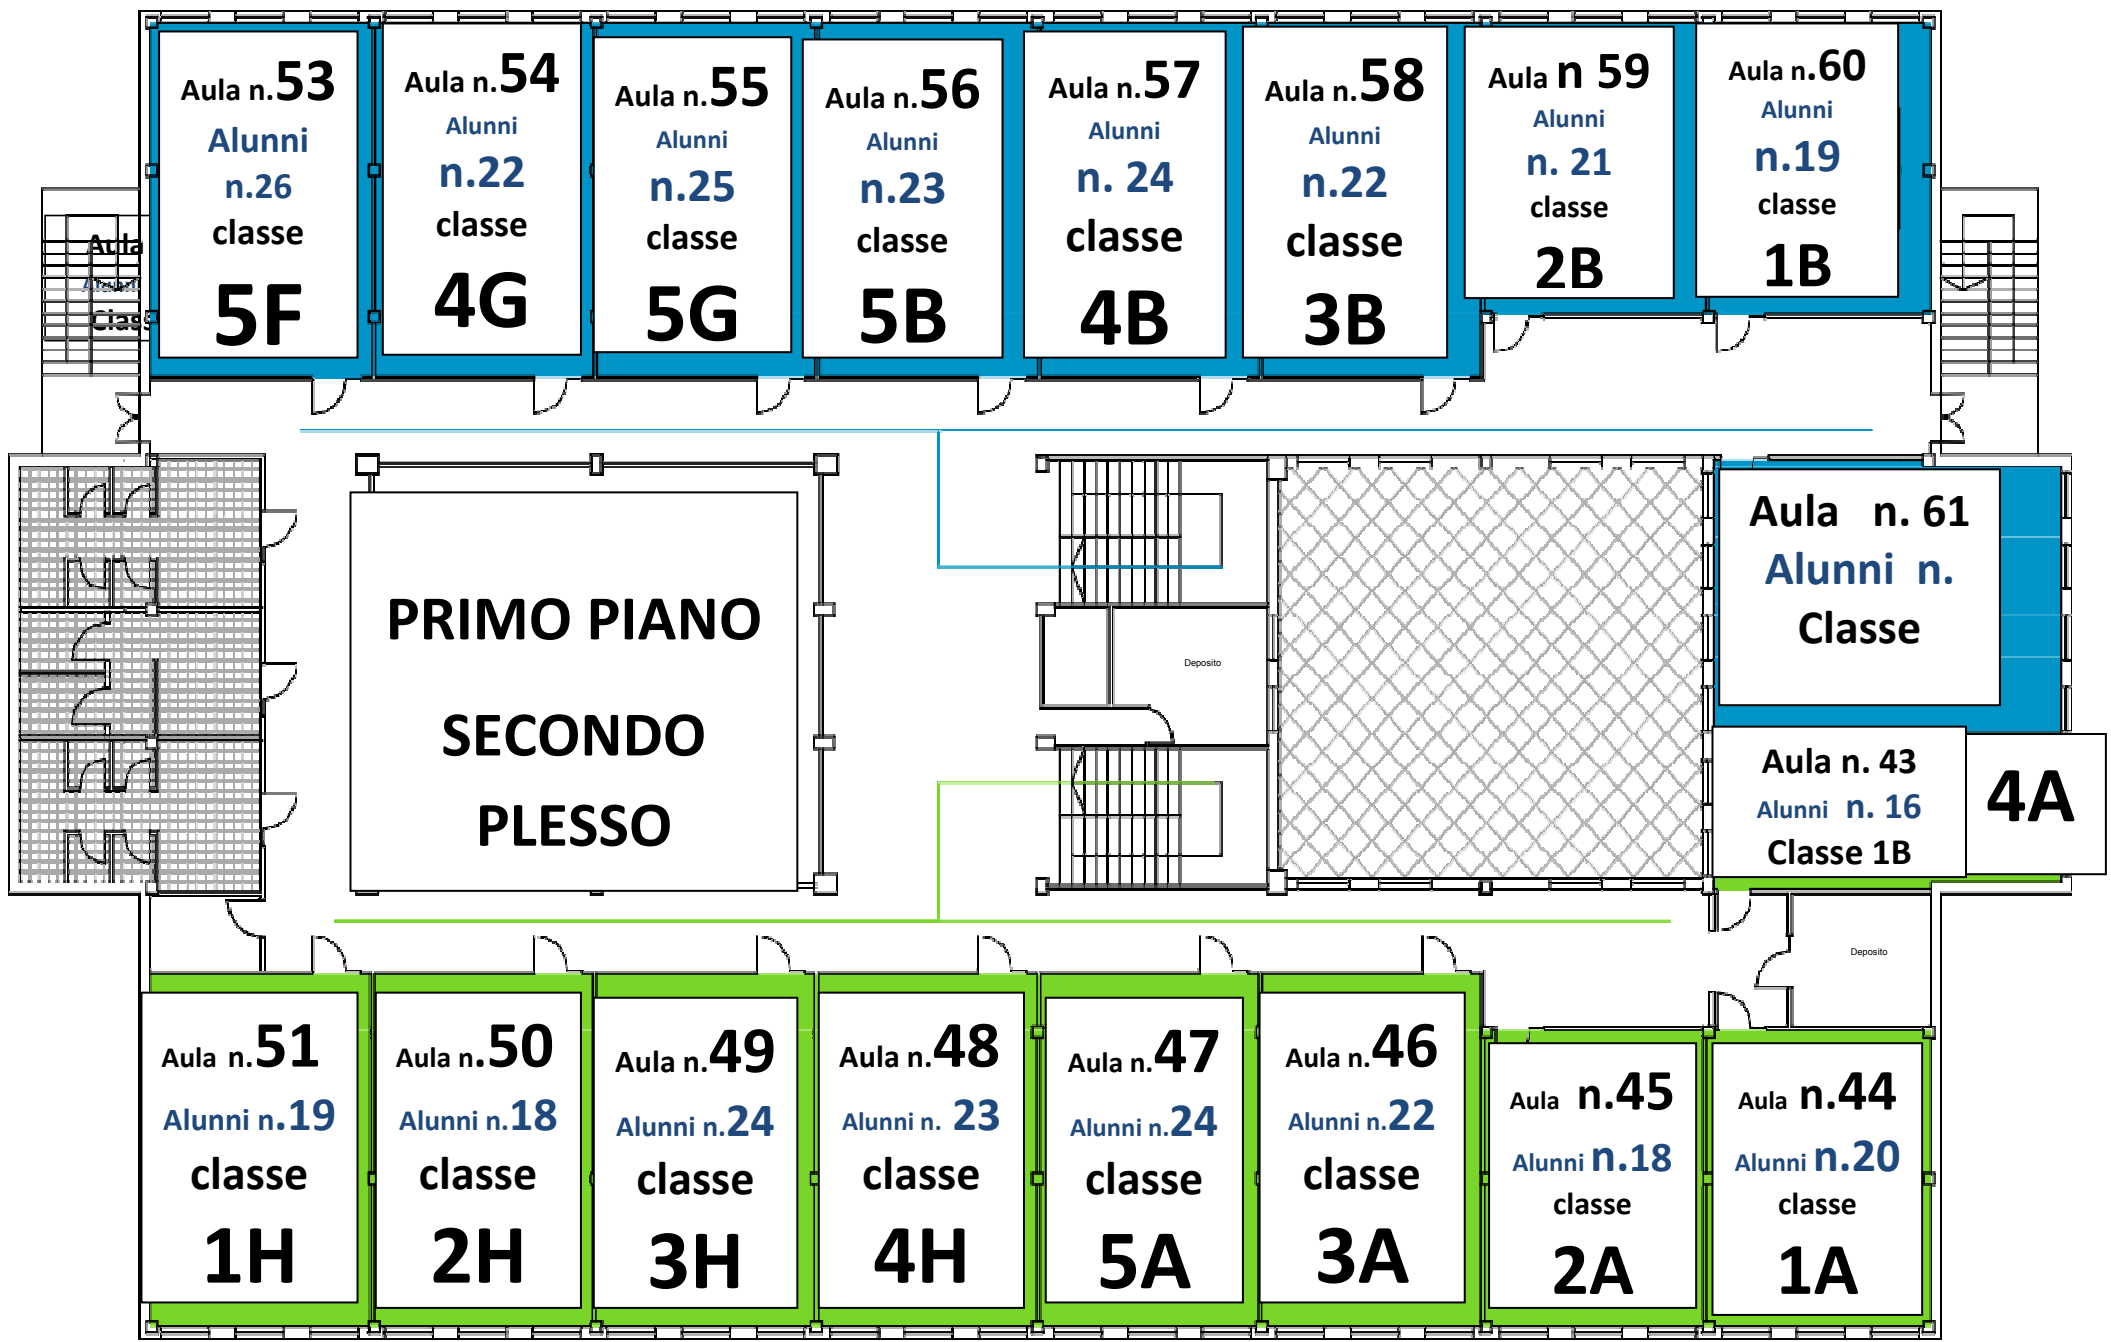 Aula n.53
Alunni
n.26
classe
5F
Aula n.54
Alunni
n.22
classe
4G
Aula n.55
Alunni
n.25
classe
5G
Aula n.56
Alunni
n.23
classe
5B
Aula n.57
Alunni
n. 24
classe
4B
Aula n.58
Alunni
n.22
classe
3B
Aula n 59
Alunni
n. 21
classe
2B
Aula n.60
Alunni
n.19
classe
1B
Aula
Clas
PRIMO PIANO
SECONDO
PLESSO
Deposito
Aula n. 61
Alunni n.
Classe
Aula n. 43
Alunni n. 16
Classe 1B
4A
Deposito
Aula n.51
Alunni n.19
classe
1H
Aula n.50
Alunni n.18
classe
2H
Aula n.49
Alunni n.24
classe
3H
Aula n.48
Alunni n. 23
classe
4H
Aula n.47
Alunni n.24
classe
5A
Aula n.46
Alunni n.22
classe
3A
Aula n.45
Alunni n.18
classe
2A
Aula n.44
Alunni n.20
classe
1A